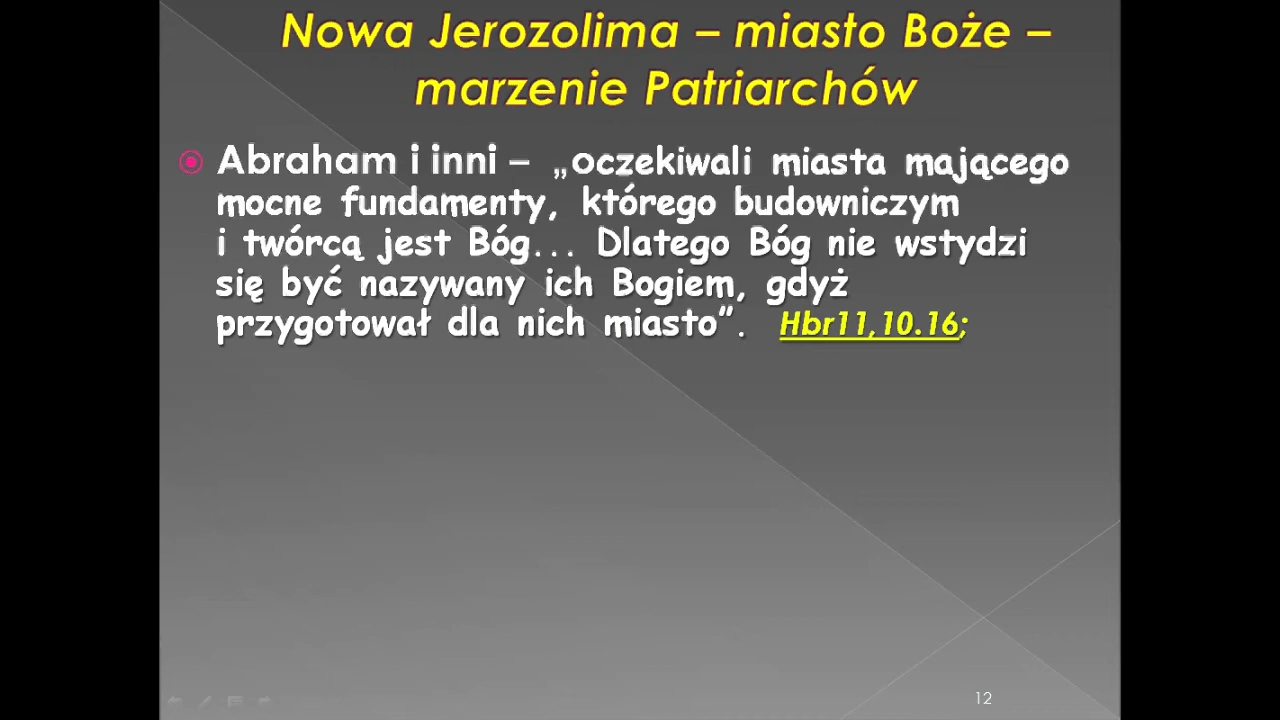 Nowa Jerozolima – miasto Boże –
marzenie Patriarchów
Abraham i inni – „oczekiwali miasta mającego
mocne fundamenty, którego budowniczym
i twórcą jest Bóg... Dlatego Bóg nie wstydzi
się być nazywany ich Bogiem, gdyż
przygotował dla nich miasto”. Hbr11,10.16;
12